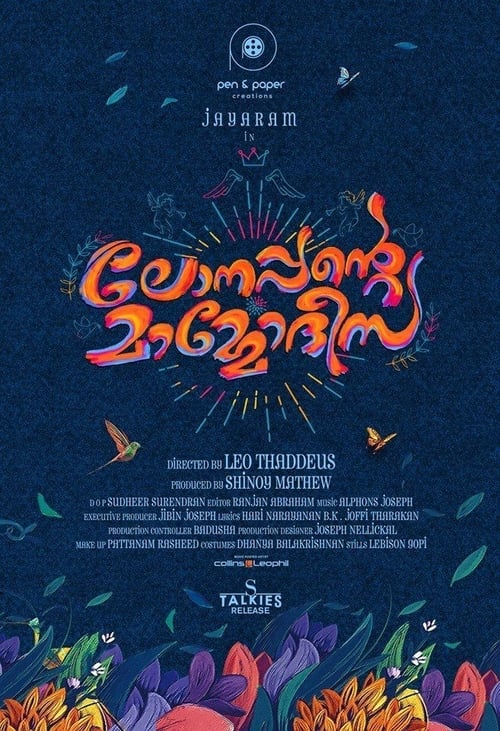 pen & paper
creations
JAYARAM
IN
ലോനപ്പന്റെ
മാമ്മോദീസ
DIRECTED BY LEO THADDEUS
PRODUCED BY SHINOY MATHEW
D O P SUDHEER SURENDRAN EDITOR RANJAN ABRAHAM MUSIC ALPHONS JOSEPH
EXECUTIVE PRODUCER JIBIN JOSEPH LYRICS HARI NARAYANAN B.K. JOFFI THARAKAN
PRODUCTION CONTROLLER BADUSHA PRODUCTION DESIGNER JOSEPH NELLICKAL
MAKE UP PATTANAM RASHEED COSTUMES DHANYA BALAKRISHNAN STILLS LEBISON GOPI
collins Leophil
S
TALKIES
RELEASE